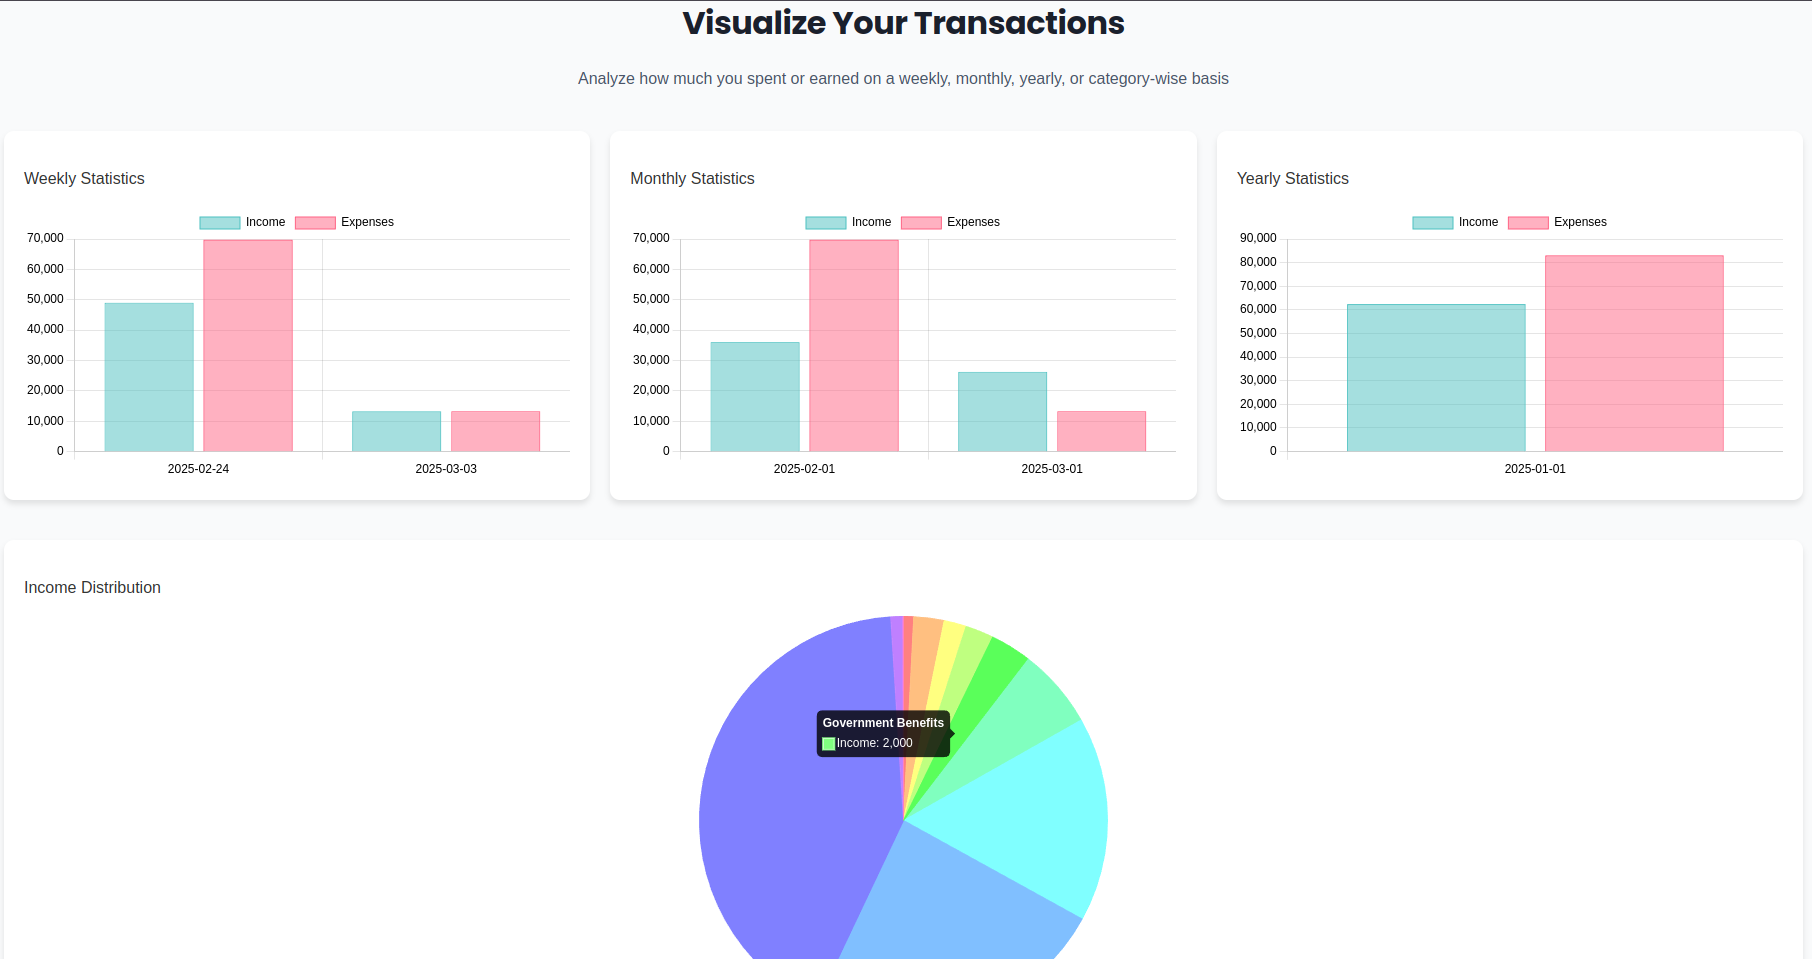 Visualize Your Transactions
Analyze how much you spent or earned on a weekly, monthly, yearly, or category-wise basis
Weekly Statistics
Income Expenses
70,000
60,000
50,000
40,000
30,000
20,000
10,000
0
2025-02-24 2025-03-03
Monthly Statistics
Income Expenses
70,000
60,000
50,000
40,000
30,000
20,000
10,000
0
2025-02-01 2025-03-01
Yearly Statistics
Income Expenses
90,000
80,000
70,000
60,000
50,000
40,000
30,000
20,000
10,000
0
2025-01-01
Income Distribution
Government Benefits
Income: 2,000